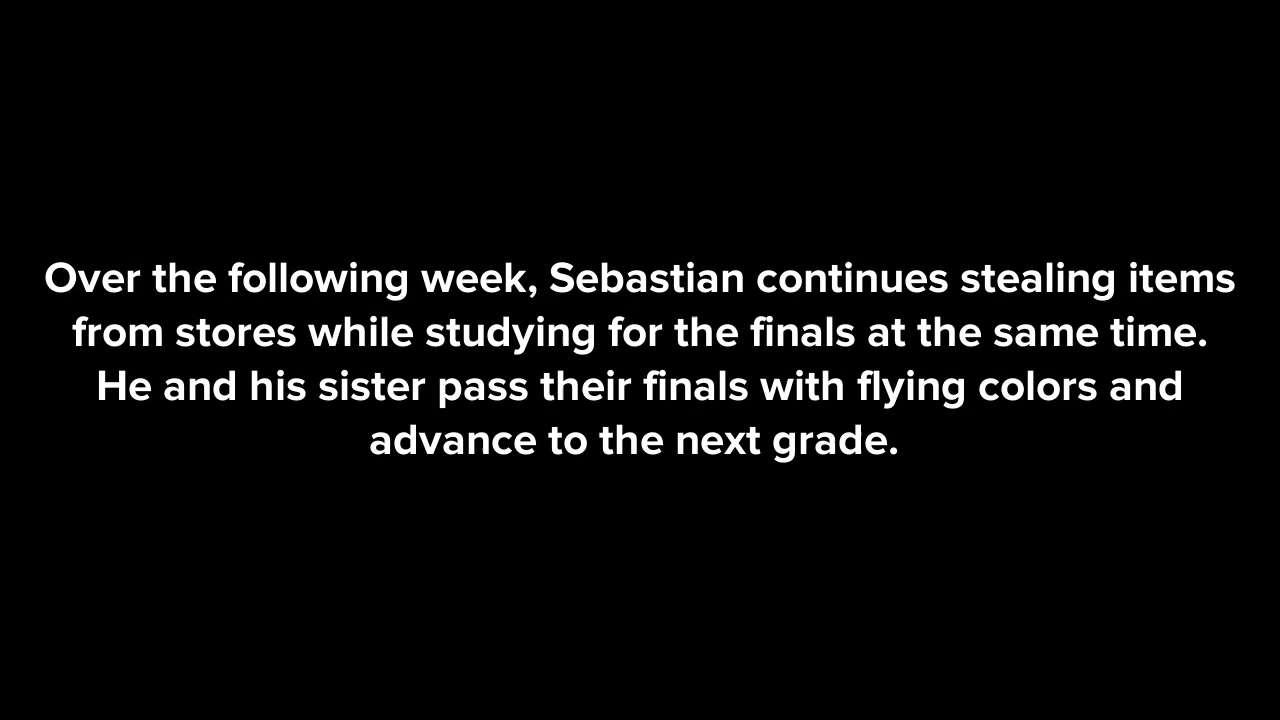 Over the following week, Sebastian continues stealing items
from stores while studying for the finals at the same time.
He and his sister pass their finals with flying colors and
advance to the next grade.